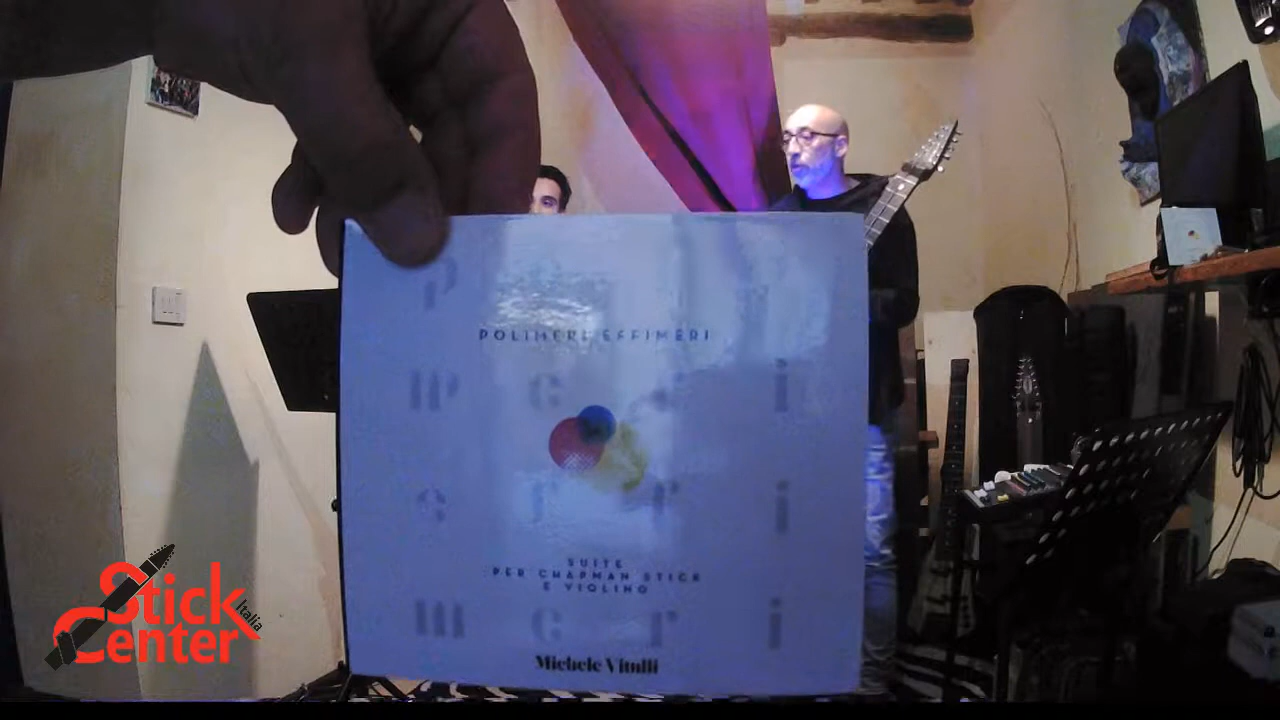 POLIMERI EFFIMERI
SUITE
PER CHAPMAN STICK
E VIOLINO
Michele Vitulli
Stick
Center
Italia